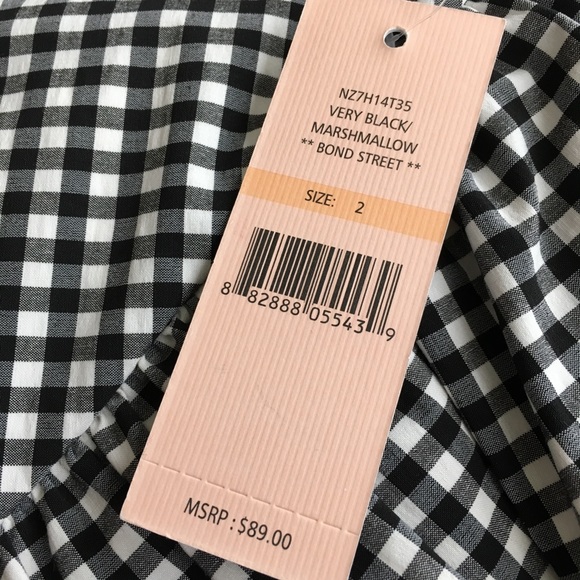 NZ7H14T35
VERY BLACK/
MARSHMALLOW
** BOND STREET **
SIZE: 2
8 82888 05543 9
MSRP : $89.00